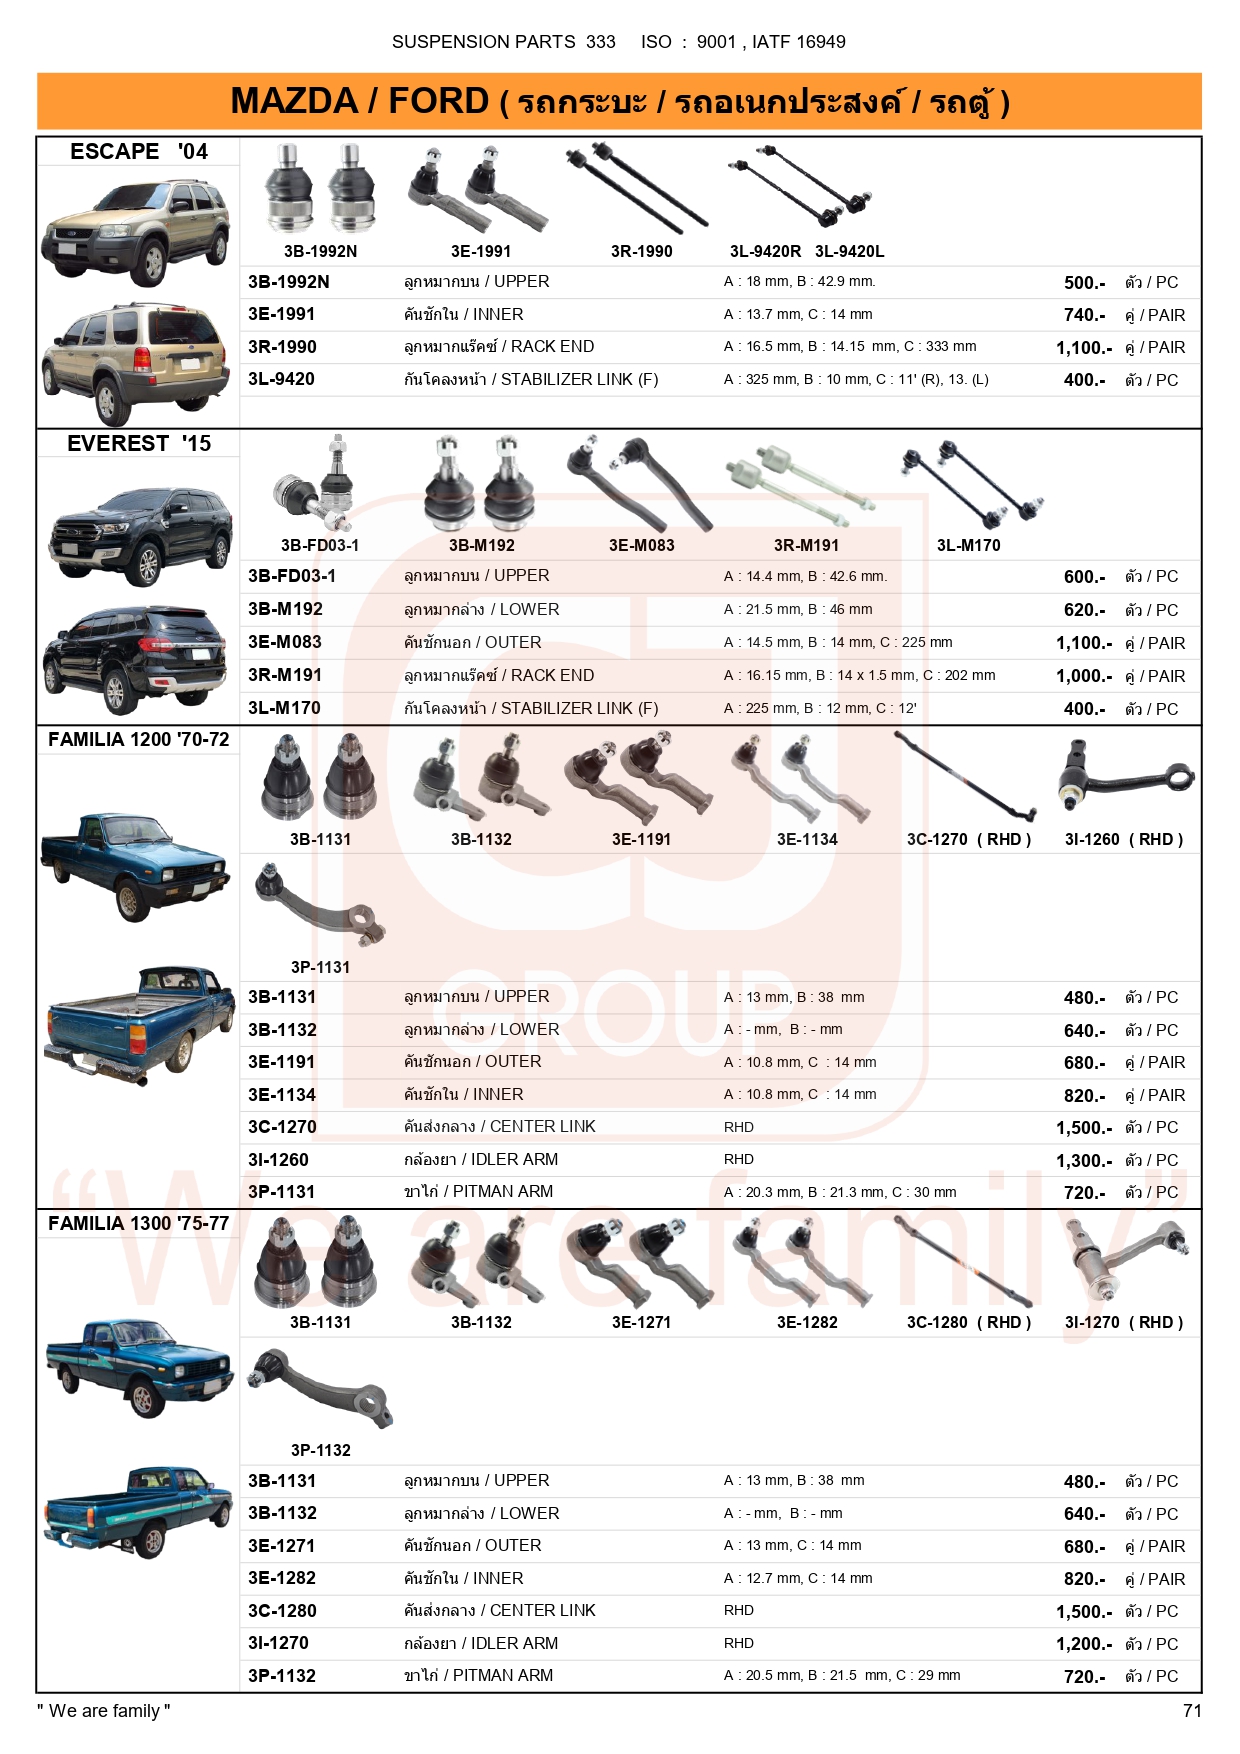 SUSPENSION PARTS  333     ISO  :  9001 , IATF 16949
MAZDA / FORD ( รถกระบะ / รถอเนกประสงค์ / รถตู้ )
ESCAPE   '04
3B-1992N   3E-1991   3R-1990   3L-9420R   3L-9420L
3B-1992N   ลูกหมากบน / UPPER   A : 18 mm, B : 42.9 mm.   500.-   ตัว / PC
3E-1991   คันชักใน / INNER   A : 13.7 mm, C : 14 mm   740.-   คู่ / PAIR
3R-1990   ลูกหมากแร๊คซ์ / RACK END   A : 16.5 mm, B : 14.15  mm, C : 333 mm   1,100.-   คู่ / PAIR
3L-9420   กันโคลงหน้า / STABILIZER LINK (F)   A : 325 mm, B : 10 mm, C : 11' (R), 13. (L)   400.-   ตัว / PC
EVEREST  '15
3B-FD03-1   3B-M192   3E-M083   3R-M191   3L-M170
3B-FD03-1   ลูกหมากบน / UPPER   A : 14.4 mm, B : 42.6 mm.   600.-   ตัว / PC
3B-M192   ลูกหมากล่าง / LOWER   A : 21.5 mm, B : 46 mm   620.-   ตัว / PC
3E-M083   คันชักนอก / OUTER   A : 14.5 mm, B : 14 mm, C : 225 mm   1,100.-   คู่ / PAIR
3R-M191   ลูกหมากแร๊คซ์ / RACK END   A : 16.15 mm, B : 14 x 1.5 mm, C : 202 mm   1,000.-   คู่ / PAIR
3L-M170   กันโคลงหน้า / STABILIZER LINK (F)   A : 225 mm, B : 12 mm, C : 12'   400.-   ตัว / PC
FAMILIA 1200 '70-72
3B-1131   3B-1132   3E-1191   3E-1134   3C-1270  ( RHD )   3I-1260  ( RHD )
3P-1131
3B-1131   ลูกหมากบน / UPPER   A : 13 mm, B : 38  mm   480.-   ตัว / PC
3B-1132   ลูกหมากล่าง / LOWER   A : - mm,  B : - mm   640.-   ตัว / PC
3E-1191   คันชักนอก / OUTER   A : 10.8 mm, C  : 14 mm   680.-   คู่ / PAIR
3E-1134   คันชักใน / INNER   A : 10.8 mm, C  : 14 mm   820.-   คู่ / PAIR
3C-1270   คันส่งกลาง / CENTER LINK   RHD   1,500.-   ตัว / PC
3I-1260   กล้องยา / IDLER ARM   RHD   1,300.-   ตัว / PC
3P-1131   ขาไก่ / PITMAN ARM   A : 20.3 mm, B : 21.3 mm, C : 30 mm   720.-   ตัว / PC
FAMILIA 1300 '75-77
3B-1131   3B-1132   3E-1271   3E-1282   3C-1280  ( RHD )   3I-1270  ( RHD )
3P-1132
3B-1131   ลูกหมากบน / UPPER   A : 13 mm, B : 38  mm   480.-   ตัว / PC
3B-1132   ลูกหมากล่าง / LOWER   A : - mm,  B : - mm   640.-   ตัว / PC
3E-1271   คันชักนอก / OUTER   A : 13 mm, C : 14 mm   680.-   คู่ / PAIR
3E-1282   คันชักใน / INNER   A : 12.7 mm, C : 14 mm   820.-   คู่ / PAIR
3C-1280   คันส่งกลาง / CENTER LINK   RHD   1,500.-   ตัว / PC
3I-1270   กล้องยา / IDLER ARM   RHD   1,200.-   ตัว / PC
3P-1132   ขาไก่ / PITMAN ARM   A : 20.5 mm, B : 21.5  mm, C : 29 mm   720.-   ตัว / PC
CJ
GROUP
“We are family”
" We are family "   71